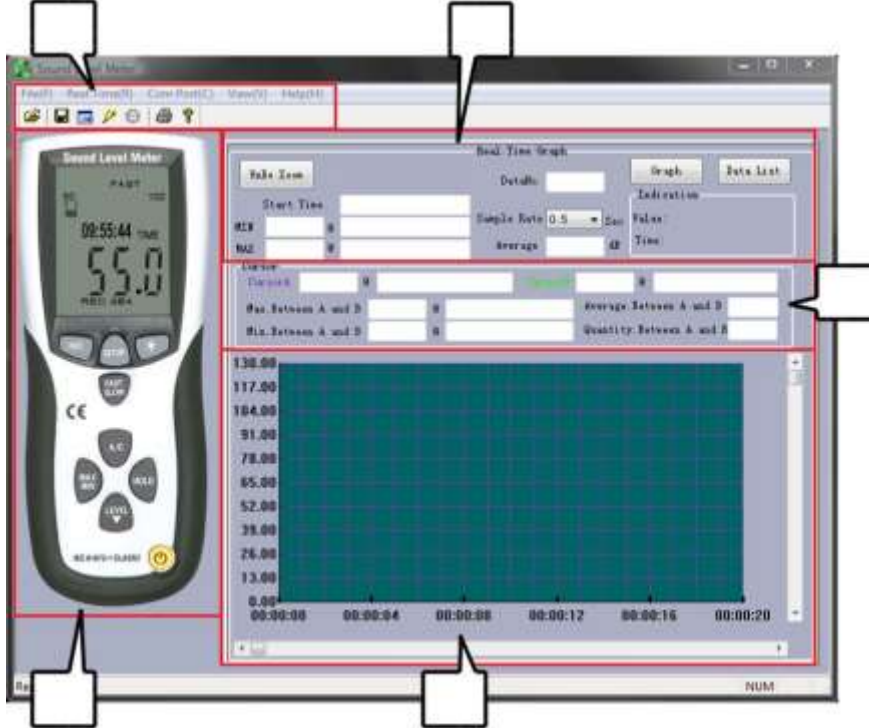 Sound Level Meter
File(F) Real Time(R) Com Port(C) View(V) Help(H)
Sound Level Meter
FAST
09:55:44 TIME
55.0
SETUP
FAST
SLOW
CE
A/C
MAX
MIN
HOLD
LEVEL
Real Time Graph
UnDo Zoom
DataNo
Graph
Data List
Start Time
Sample Rate 0.5 Sec
Indication
Value:
MIN @
MAX @
Average dB
Time:
Cursor
CursorA @
@
Max.Between A and B @
Average.Between A and B
Min.Between A and B @
Quantity.Between A and B
130.00
117.00
104.00
91.00
78.00
65.00
52.00
39.00
26.00
13.00
0.00
00:00:00 00:00:04 00:00:08 00:00:12 00:00:16 00:00:20
NUM